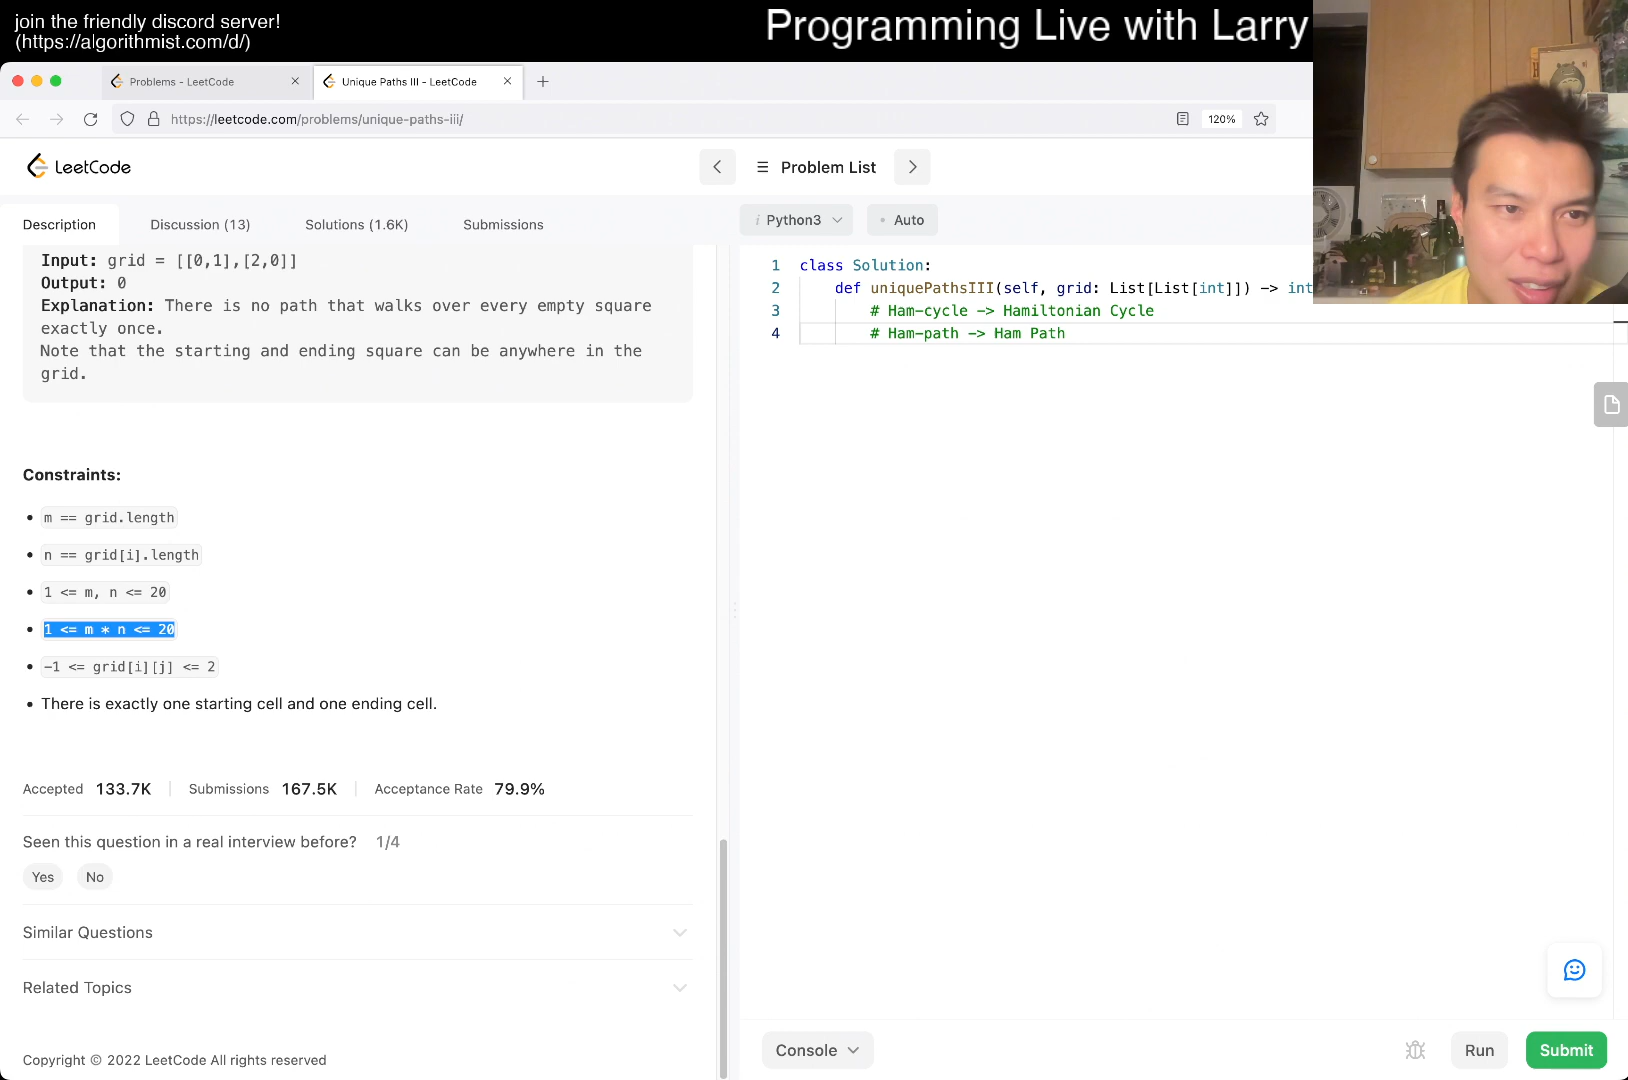 join the friendly discord server!
(https://algorithmist.com/d/)
Programming Live with Larry
Problems - LeetCode
Unique Paths III - LeetCode
https://leetcode.com/problems/unique-paths-iii/
120%
LeetCode
Problem List
Description
Discussion (13)
Solutions (1.6K)
Submissions
i Python3
Auto
Input: grid = [[0,1],[2,0]]
Output: 0
Explanation: There is no path that walks over every empty square
exactly once.
Note that the starting and ending square can be anywhere in the
grid.
Constraints:
• m == grid.length
• n == grid[i].length
• 1 <= m, n <= 20
• 1 <= m * n <= 20
• -1 <= grid[i][j] <= 2
• There is exactly one starting cell and one ending cell.
Accepted 133.7K
Submissions 167.5K
Acceptance Rate 79.9%
Seen this question in a real interview before? 1/4
Yes
No
Similar Questions
Related Topics
Copyright © 2022 LeetCode All rights reserved
1 class Solution:
2 def uniquePathsIII(self, grid: List[List[int]]) -> int
3 # Ham-cycle -> Hamiltonian Cycle
4 # Ham-path -> Ham Path
Console
Run
Submit